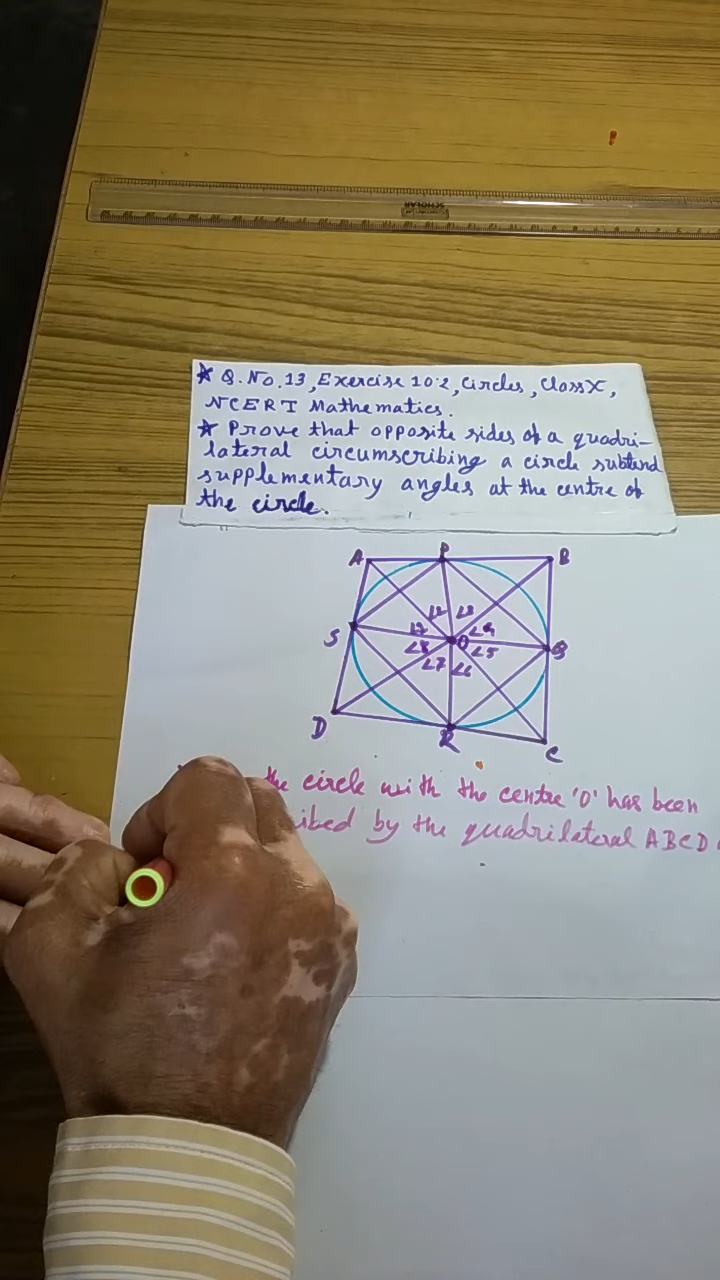 SCHOLAR
* Q. No. 13, Exercise 10.2, Circles, Class X,
NCERT Mathematics.
* Prove that opposite sides of a quadri-
lateral circumscribing a circle subtend
supplementary angles at the centre of
the circle.
A P B
∠2 ∠3
S ∠4
O Q
∠8 ∠5
∠7 ∠6
D R C
the circle with the centre 'O' has been
ibed by the quadrilateral ABCD